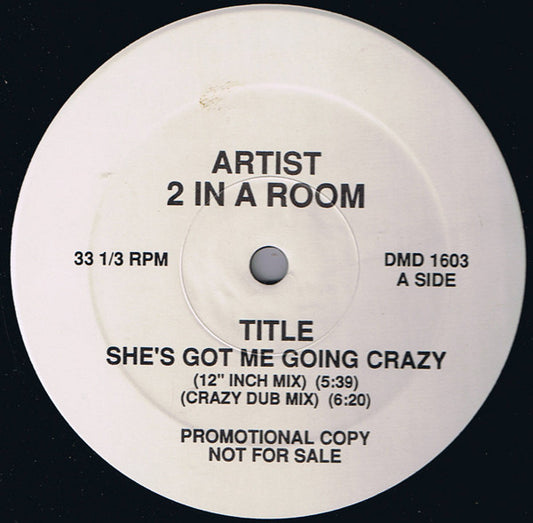 ARTIST
2 IN A ROOM
33 1/3 RPM
DMD 1603
A SIDE
TITLE
SHE'S GOT ME GOING CRAZY
(12" INCH MIX) (5:39)
(CRAZY DUB MIX) (6:20)
PROMOTIONAL COPY
NOT FOR SALE